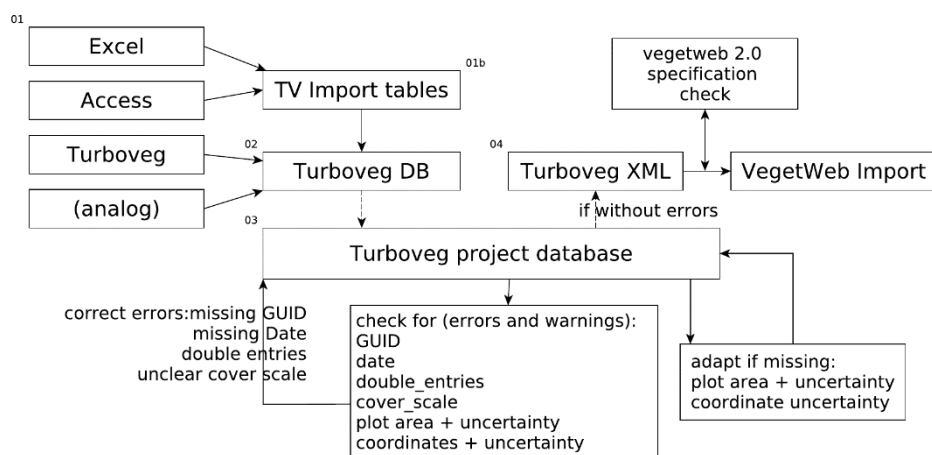 01
Excel
Access
Turboveg
(analog)
01b
TV Import tables
02
Turboveg DB
04
Turboveg XML
vegetweb 2.0
specification
check
VegetWeb Import
if without errors
03
Turboveg project database
correct errors:missing GUID
missing Date
double entries
unclear cover scale
check for (errors and warnings):
GUID
date
double_entries
cover_scale
plot area + uncertainty
coordinates + uncertainty
adapt if missing:
plot area + uncertainty
coordinate uncertainty